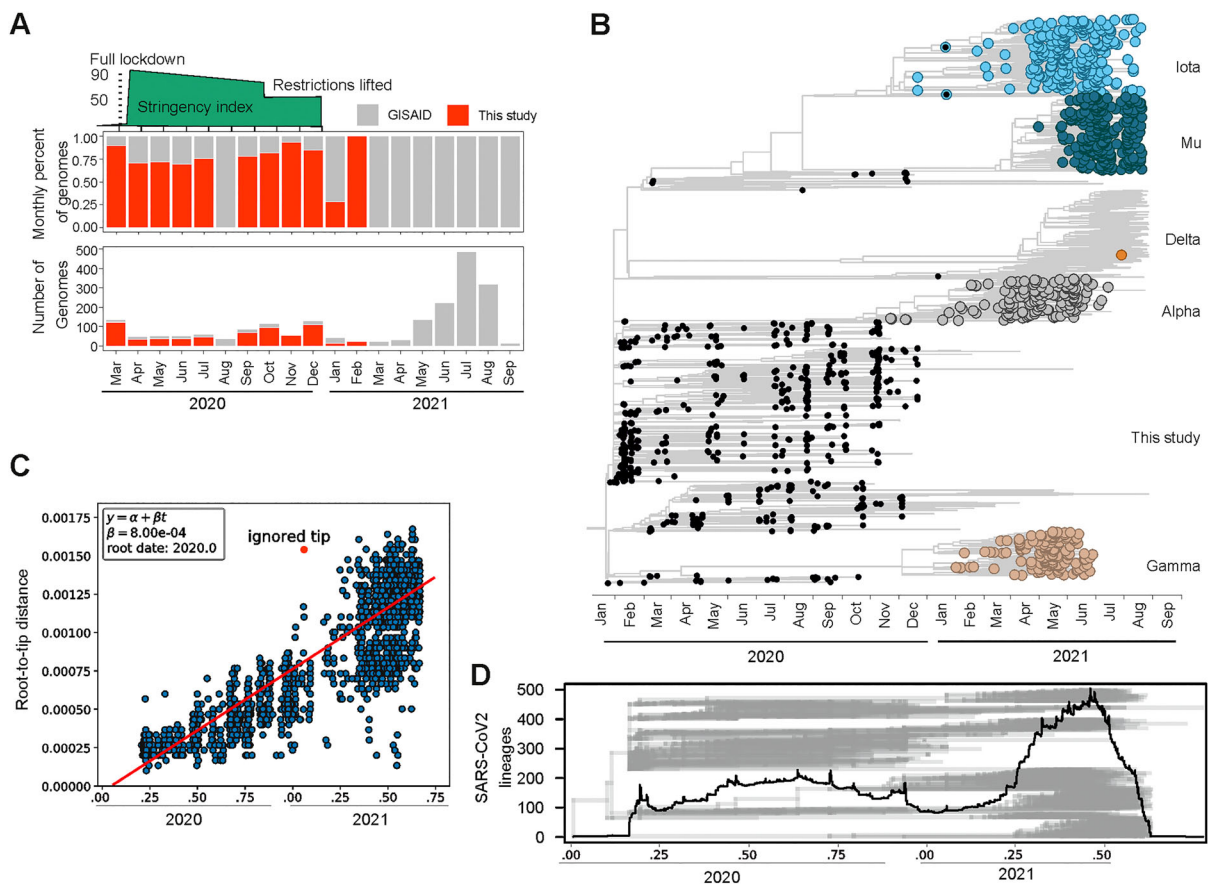 A
Full lockdown
90
50
Stringency index
Restrictions lifted
GISAID
This study
Monthly percent
of genomes
1.00
0.75
0.50
0.25
0.00
Number of
Genomes
500
400
300
200
100
0
Mar Apr May Jun Jul Aug Sep Oct Nov Dec Jan Feb Mar Apr May Jun Jul Aug Sep
2020 2021
B
Iota
Mu
Delta
Alpha
This study
Gamma
Jan Feb Mar Apr May Jun Jul Aug Sep Oct Nov Dec Jan Feb Mar Apr May Jun Jul Aug Sep
2020 2021
C
y = α + βt
β = 8.00e-04
root date: 2020.0
ignored tip
Root-to-tip distance
0.00175
0.00150
0.00125
0.00100
0.00075
0.00050
0.00025
0.00000
.00 .25 .50 .75 .00 .25 .50 .75
2020 2021
D
SARS-CoV2
lineages
500
400
300
200
100
0
.00 .25 .50 .75 .00 .25 .50
2020 2021